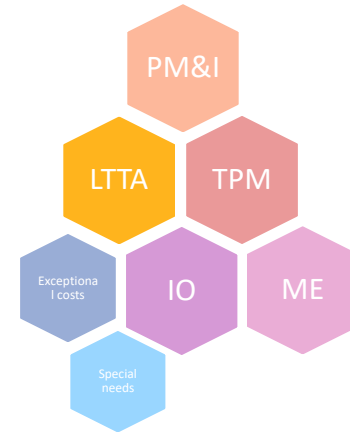 PM&I
LTTA
TPM
Exceptiona
l costs
IO
ME
Special
needs